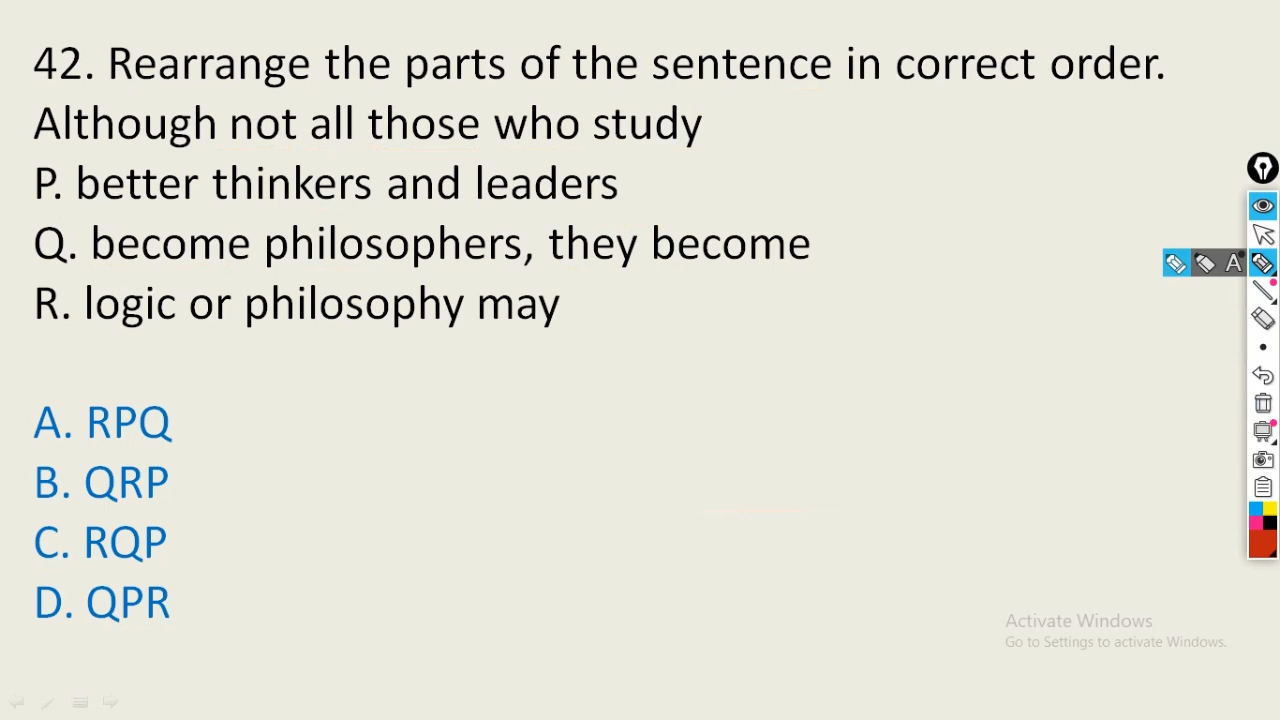 42. Rearrange the parts of the sentence in correct order.
Although not all those who study
P. better thinkers and leaders
Q. become philosophers, they become
R. logic or philosophy may
A. RPQ
B. QRP
C. RQP
D. QPR
A
Activate Windows
Go to Settings to activate Windows.